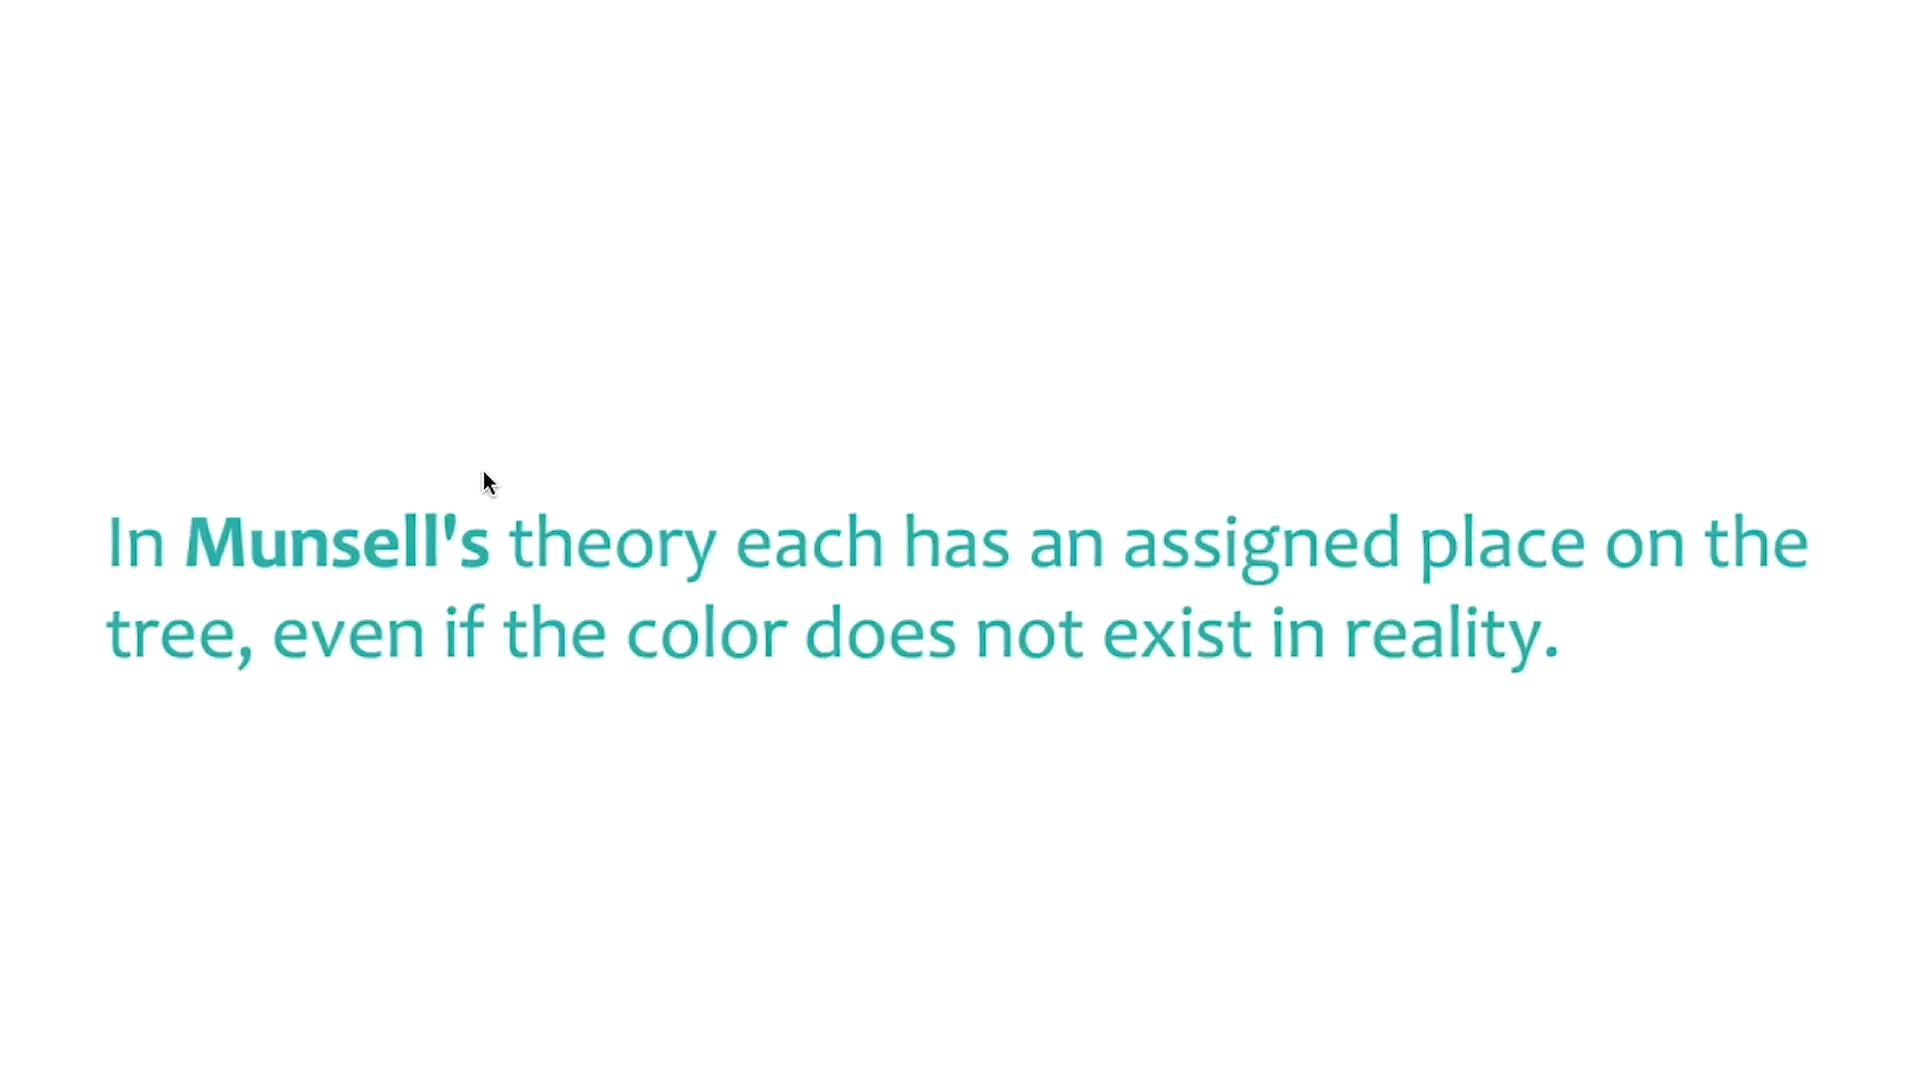 In Munsell's theory each has an assigned place on the
tree, even if the color does not exist in reality.